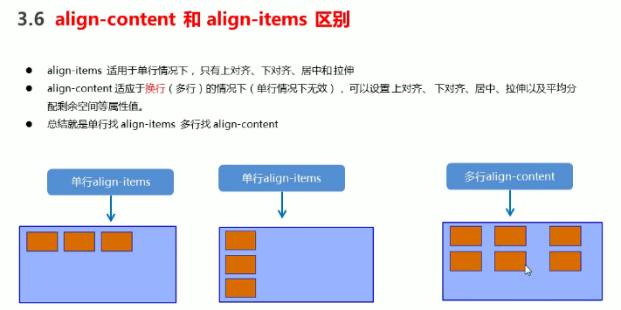 3.6 align-content 和 align-items 区别
● align-items 适用于单行情况下，只有上对齐、下对齐、居中和 拉伸
● align-content 适应于换行（多行）的情况下（单行情况下无效），可以设置 上对齐、下对齐、居中、拉伸以及平均分
配剩余空间等属性值。
● 总结就是单行找 align-items 多行找 align-content
单行align-items 单行align-items 多行align-content